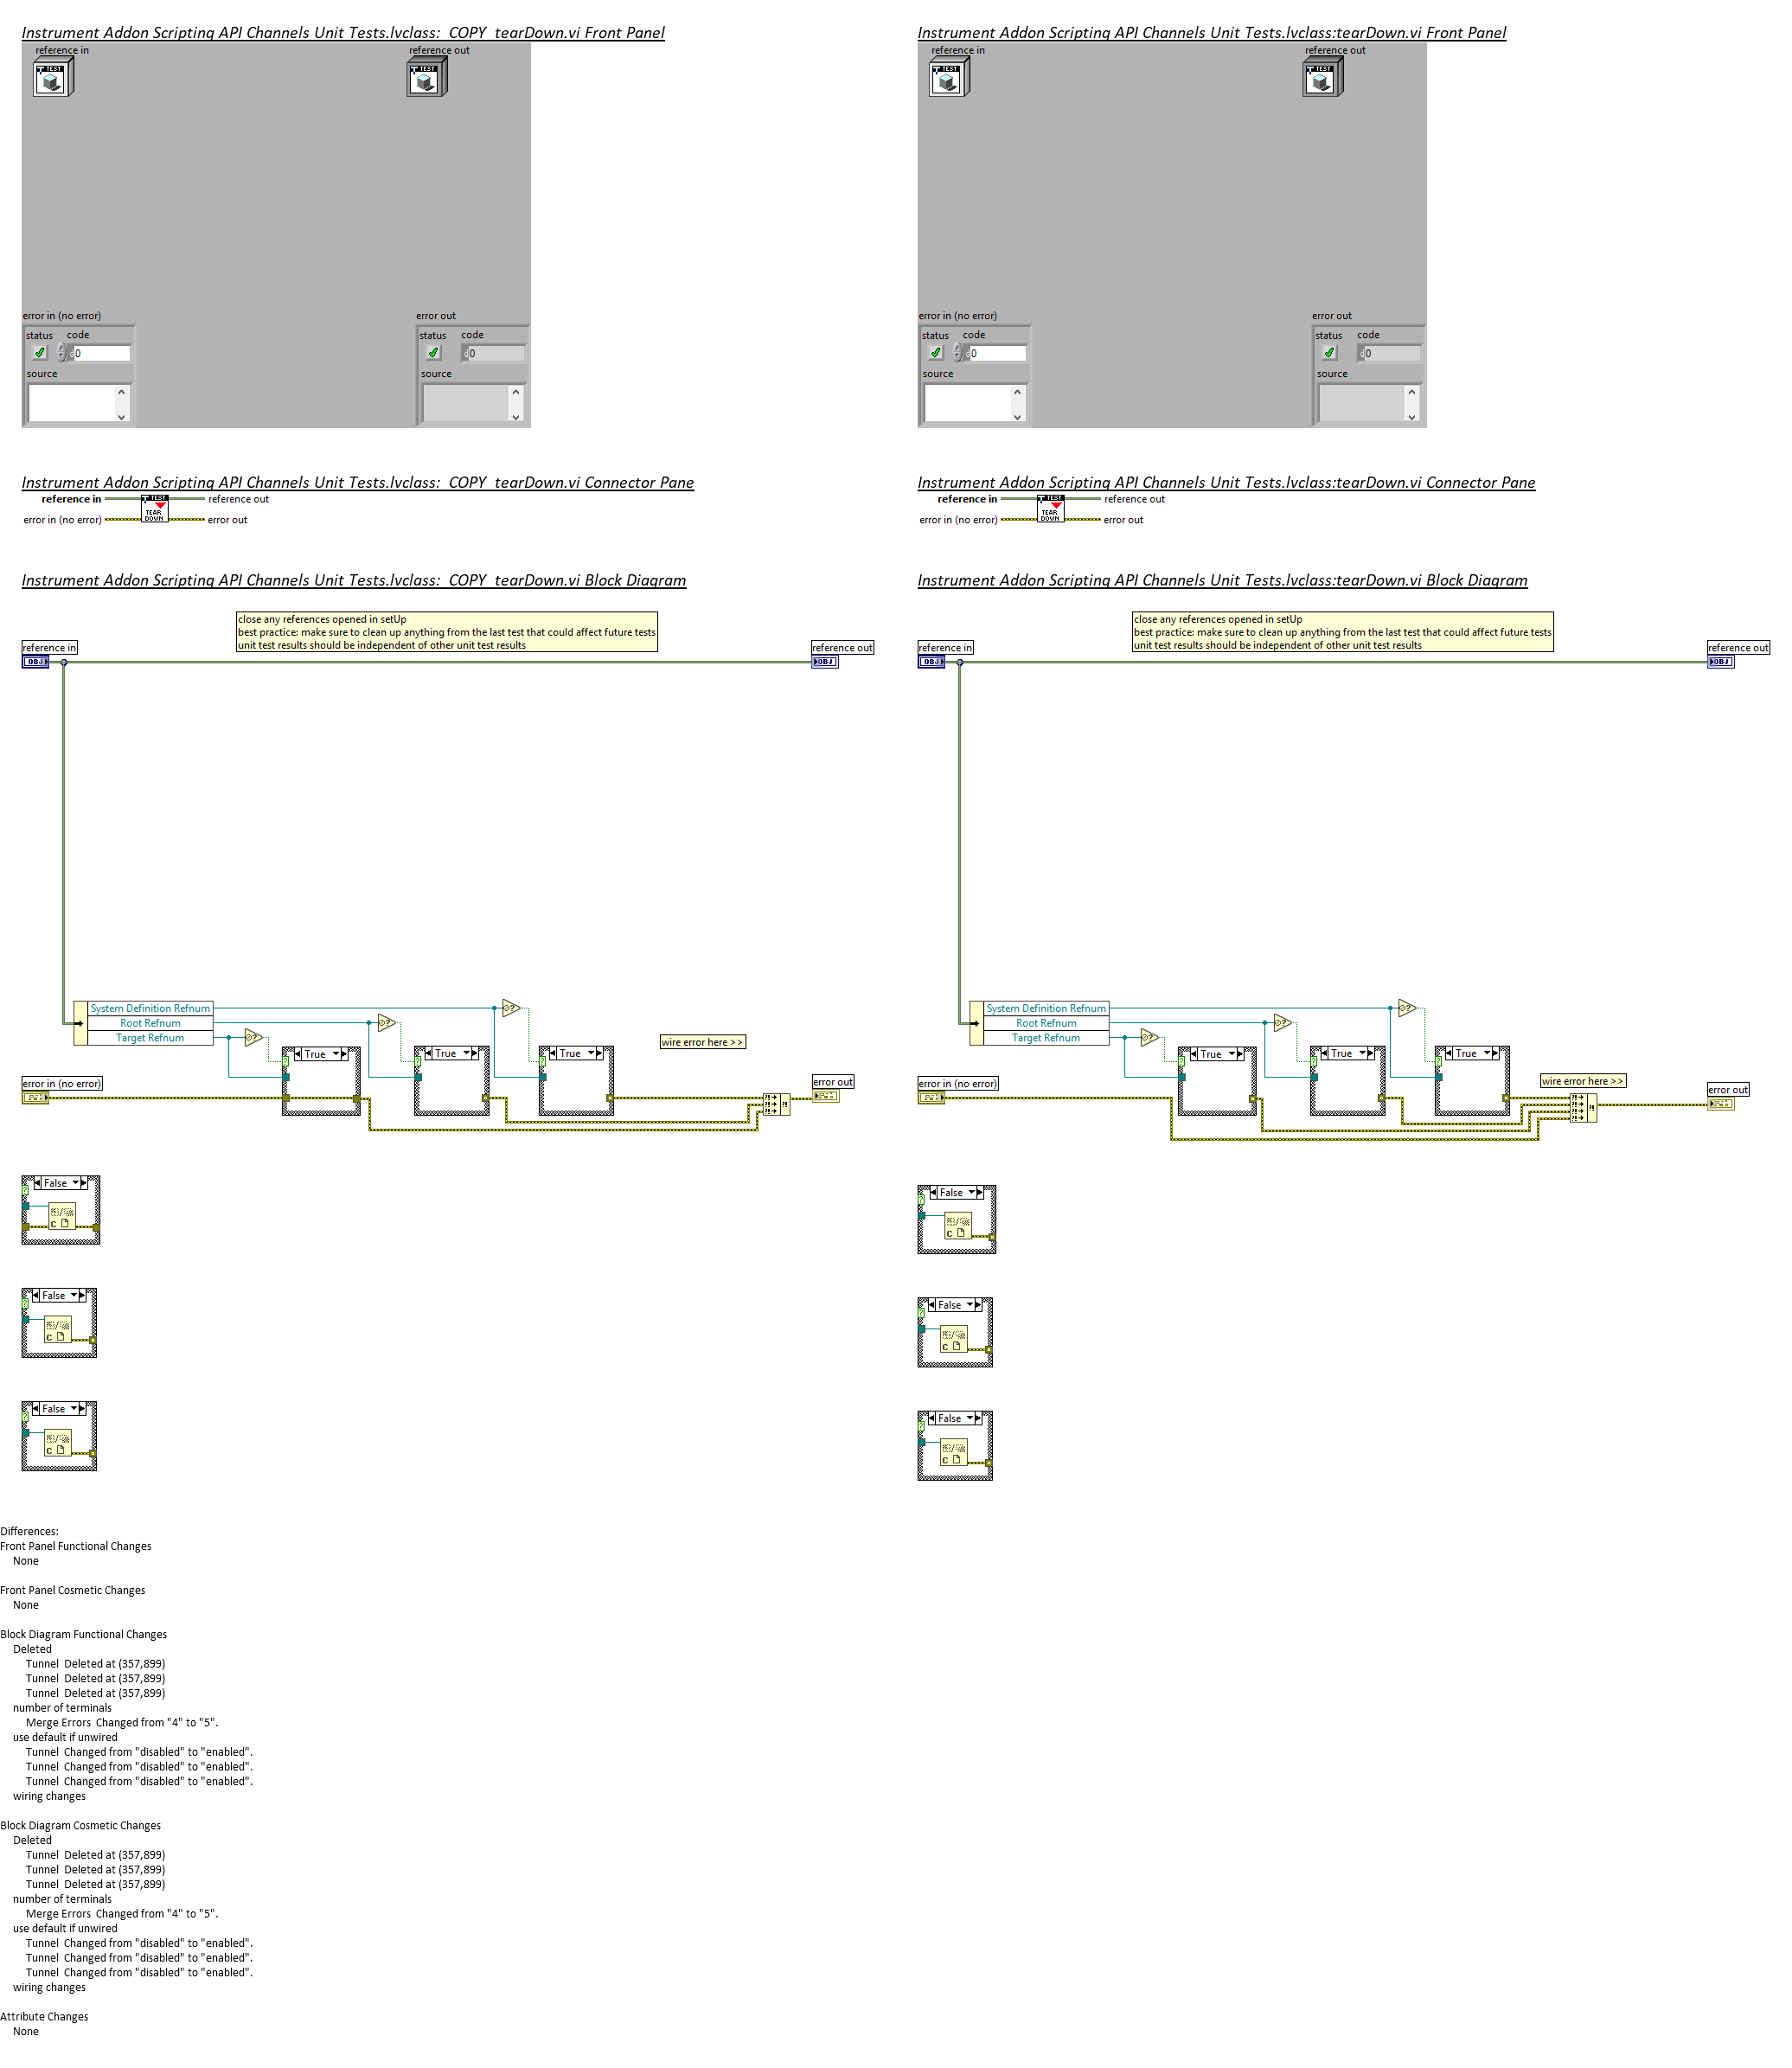 Instrument Addon Scripting API Channels Unit Tests.lvclass:_COPY_tearDown.vi Front Panel
reference in
reference out
TEST
TEST
error in (no error)
error out
status code
0
status code
0
source
source
Instrument Addon Scripting API Channels Unit Tests.lvclass:tearDown.vi Front Panel
reference in
reference out
TEST
TEST
error in (no error)
error out
status code
0
status code
0
source
source
Instrument Addon Scripting API Channels Unit Tests.lvclass:_COPY_tearDown.vi Connector Pane
reference in
TEST
reference out
TEAR
DOWN
error in (no error)
error out
Instrument Addon Scripting API Channels Unit Tests.lvclass:tearDown.vi Connector Pane
reference in
TEST
reference out
TEAR
DOWN
error in (no error)
error out
Instrument Addon Scripting API Channels Unit Tests.lvclass:_COPY_tearDown.vi Block Diagram
close any references opened in setUp
best practice: make sure to clean up anything from the last test that could affect future tests
unit test results should be independent of other unit test results
reference in
OBJ
reference out
OBJ
System Definition Refnum
Root Refnum
Target Refnum
True
True
True
wire error here >>
error in (no error)
error out
False
C
False
C
False
C
Instrument Addon Scripting API Channels Unit Tests.lvclass:tearDown.vi Block Diagram
close any references opened in setUp
best practice: make sure to clean up anything from the last test that could affect future tests
unit test results should be independent of other unit test results
reference in
OBJ
reference out
OBJ
System Definition Refnum
Root Refnum
Target Refnum
True
True
True
wire error here >>
error in (no error)
error out
False
C
False
C
False
C
Differences:
Front Panel Functional Changes
None
Front Panel Cosmetic Changes
None
Block Diagram Functional Changes
Deleted
Tunnel  Deleted at (357,899)
Tunnel  Deleted at (357,899)
Tunnel  Deleted at (357,899)
number of terminals
Merge Errors  Changed from "4" to "5".
use default if unwired
Tunnel  Changed from "disabled" to "enabled".
Tunnel  Changed from "disabled" to "enabled".
Tunnel  Changed from "disabled" to "enabled".
wiring changes
Block Diagram Cosmetic Changes
Deleted
Tunnel  Deleted at (357,899)
Tunnel  Deleted at (357,899)
Tunnel  Deleted at (357,899)
number of terminals
Merge Errors  Changed from "4" to "5".
use default if unwired
Tunnel  Changed from "disabled" to "enabled".
Tunnel  Changed from "disabled" to "enabled".
Tunnel  Changed from "disabled" to "enabled".
wiring changes
Attribute Changes
None